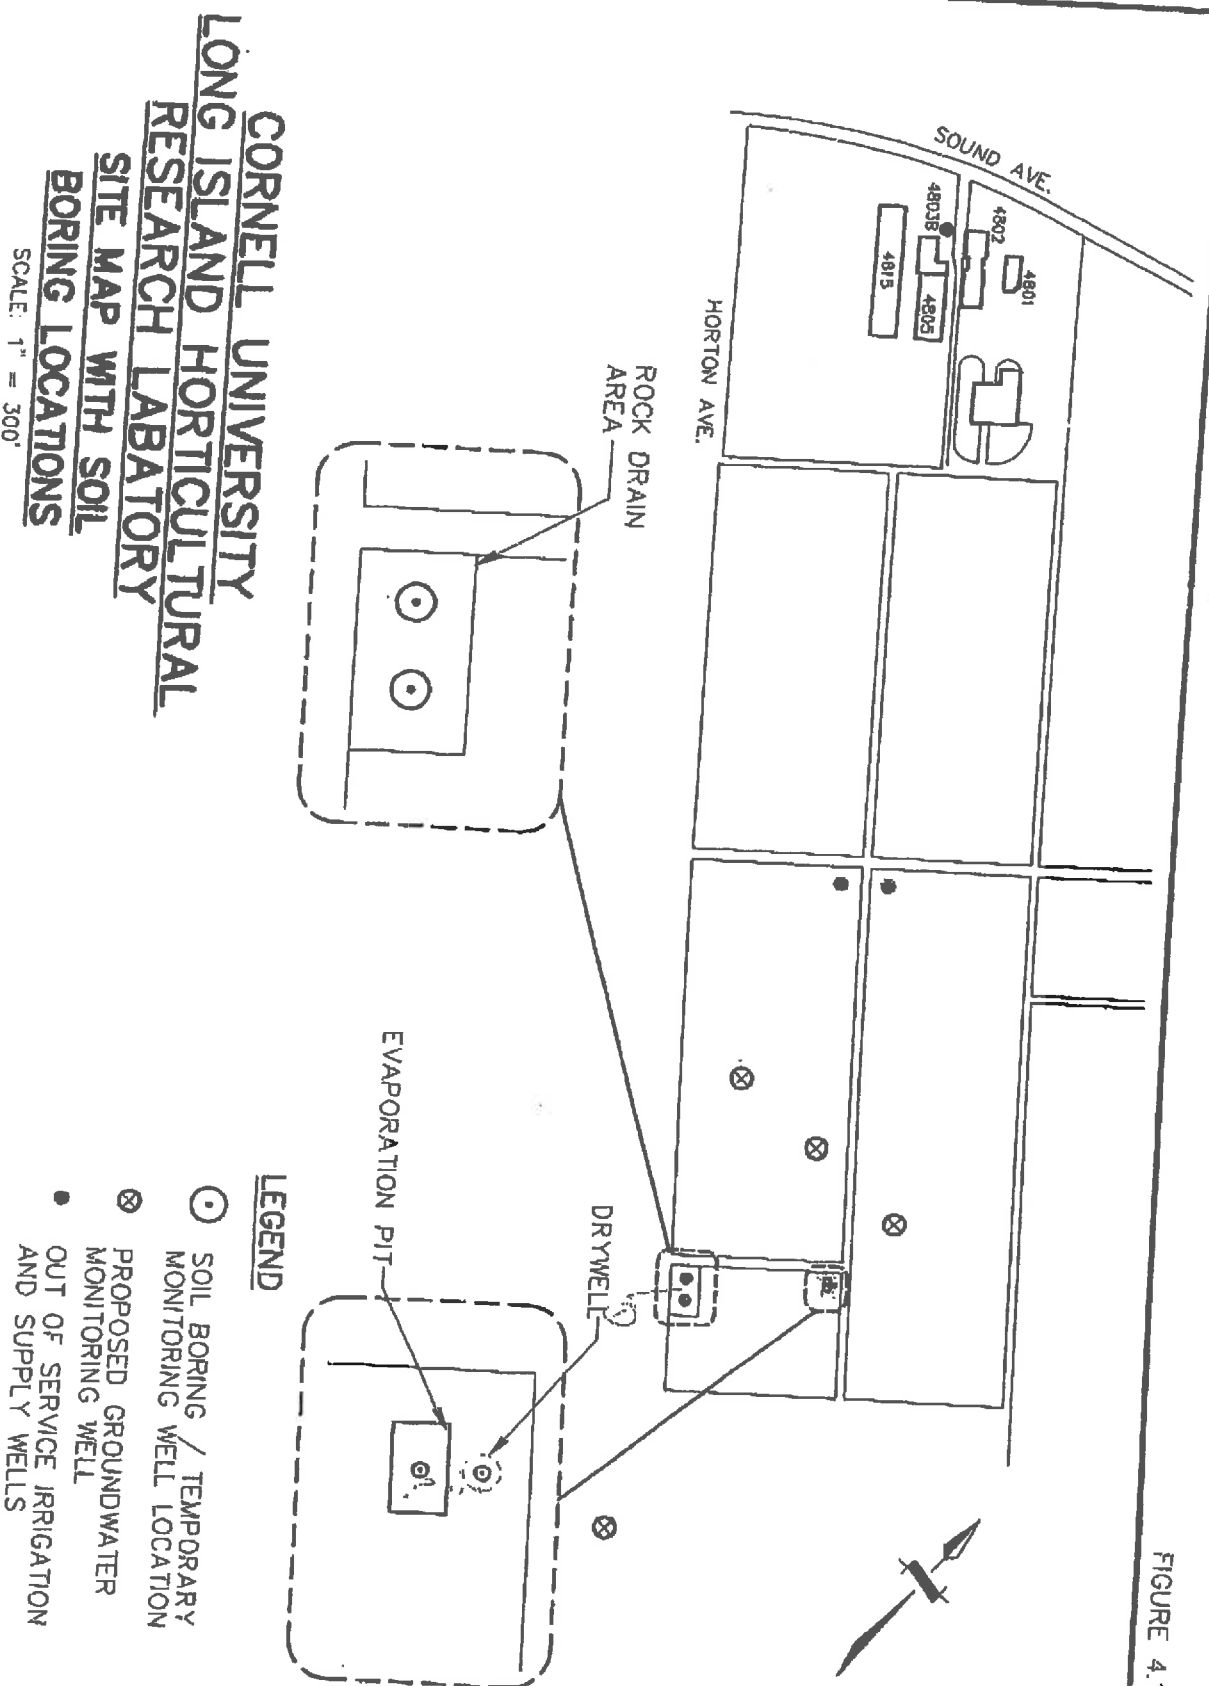 FIGURE 4.
SOUND AVE.
4801
4802
4803B
4805
4815
HORTON AVE.
ROCK DRAIN
AREA
DRYWELL
EVAPORATION PIT
CORNELL UNIVERSITY
LONG ISLAND HORTICULTURAL
RESEARCH LABATORY
SITE MAP WITH SOIL
BORING LOCATIONS
SCALE: 1" = 300'
LEGEND
SOIL BORING / TEMPORARY
MONITORING WELL LOCATION
PROPOSED GROUNDWATER
MONITORING WELL
OUT OF SERVICE IRRIGATION
AND SUPPLY WELLS